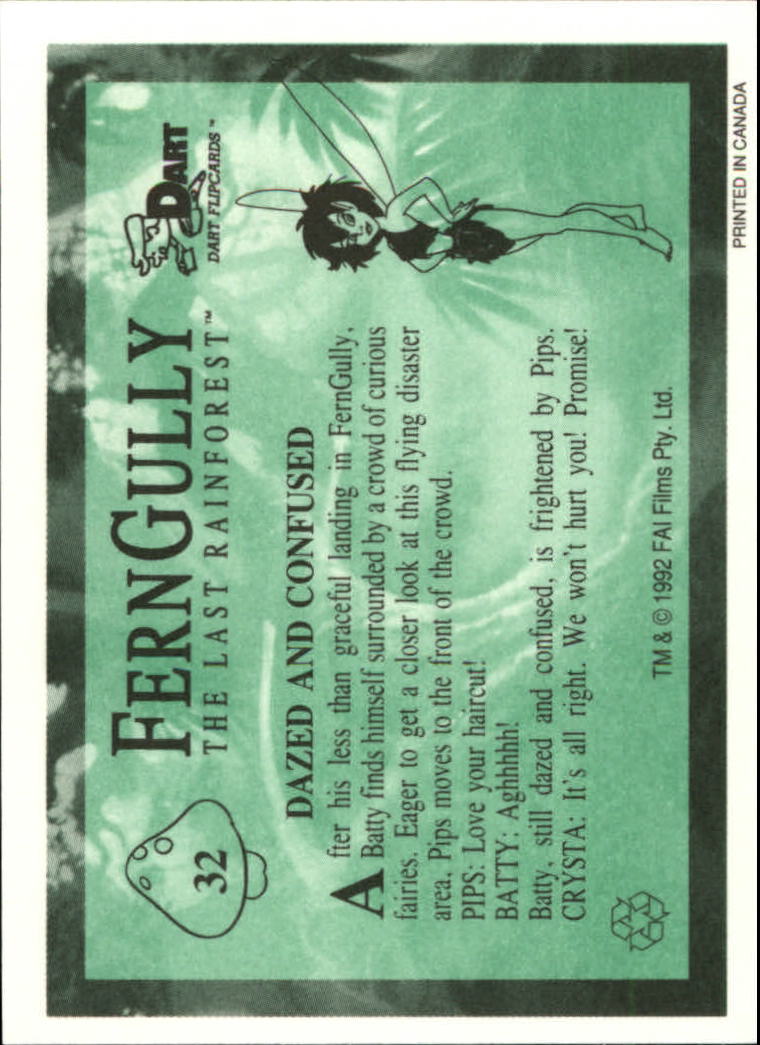 32
FERNGULLY
THE LAST RAINFOREST™
DART
DART FLIPCARDS™
DAZED AND CONFUSED
After his less than graceful landing in FernGully,
Batty finds himself surrounded by a crowd of curious
fairies. Eager to get a closer look at this flying disaster
area, Pips moves to the front of the crowd.
PIPS: Love your haircut!
BATTY: Aghhhhh!
Batty, still dazed and confused, is frightened by Pips.
CRYSTA: It's all right. We won't hurt you! Promise!
TM & © 1992 FAI Films Pty. Ltd.
PRINTED IN CANADA